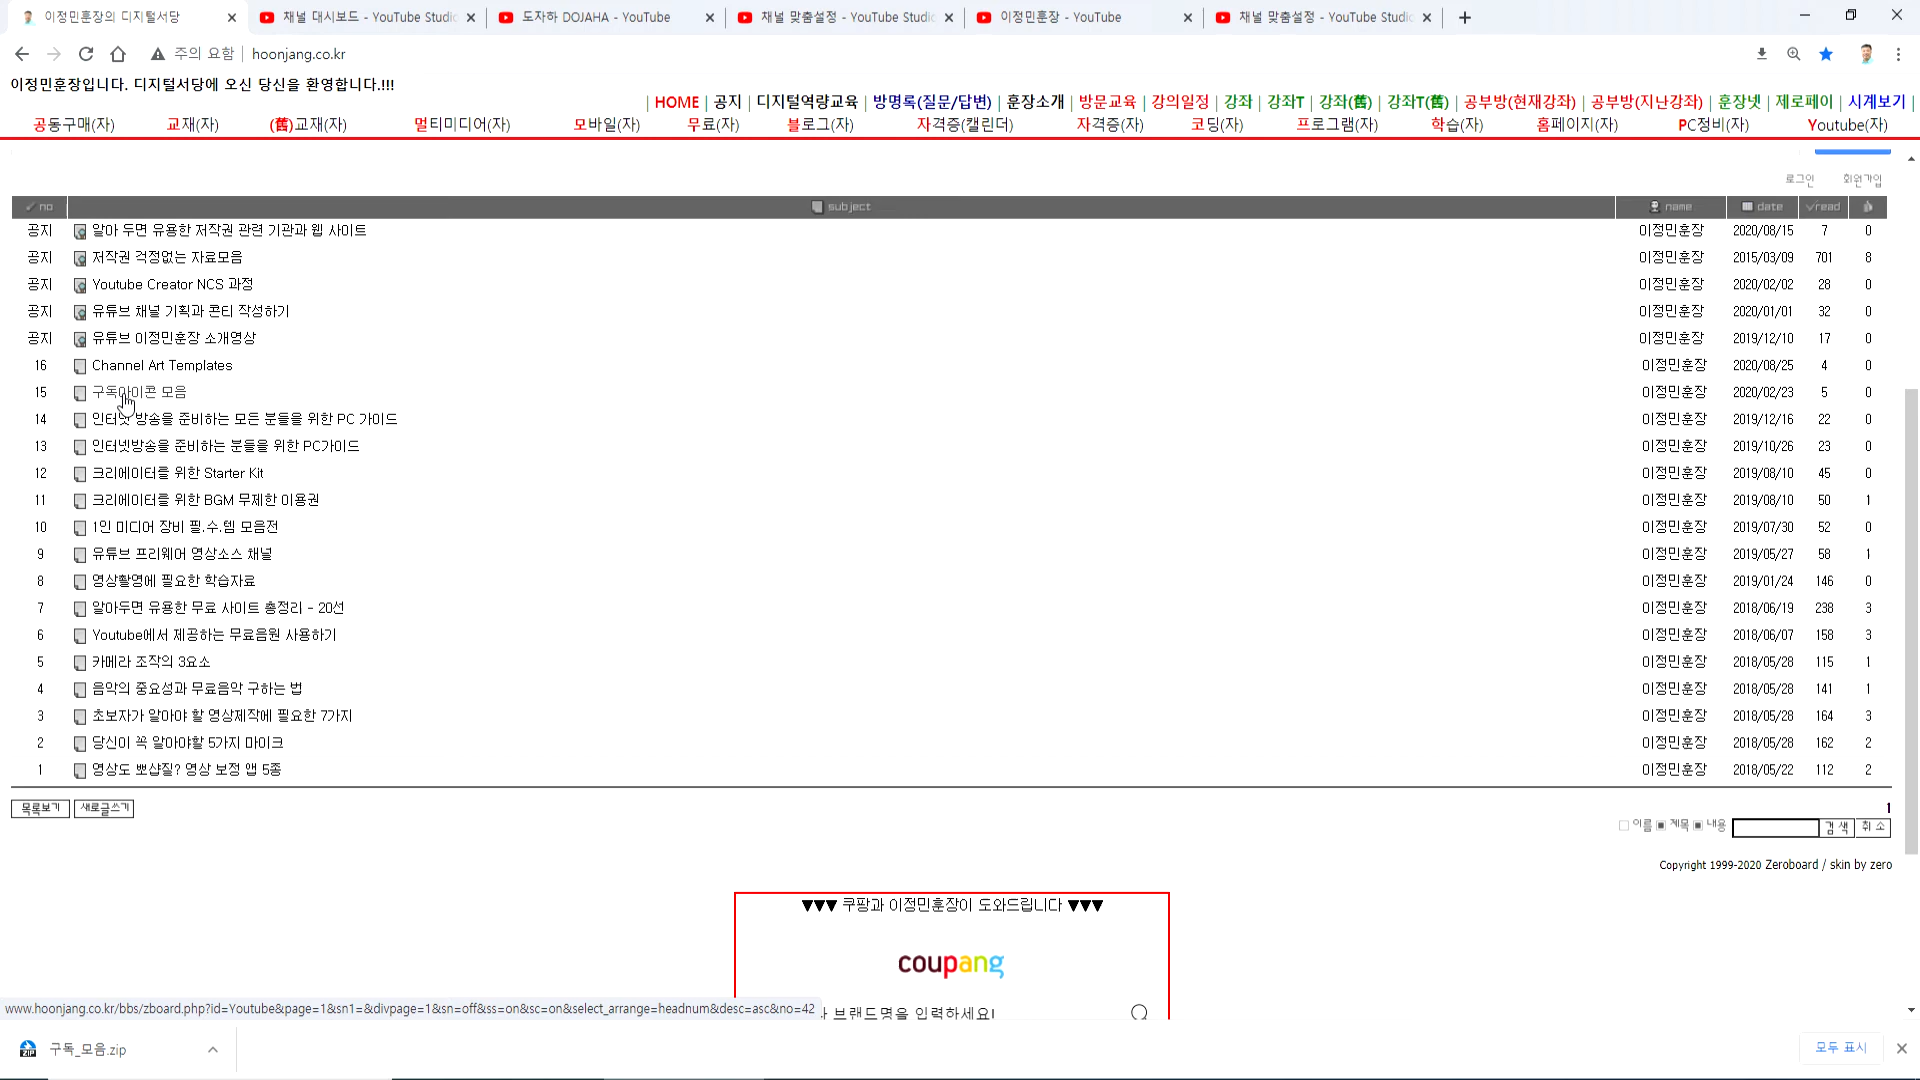 이정민훈장의 디지털서당
채널 대시보드 - YouTube Studio
도자하 DOJAHA - YouTube
채널 맞춤설정 - YouTube Studio
이정민훈장 - YouTube
채널 맞춤설정 - YouTube Studio
주의 요함 | hoonjang.co.kr
이정민훈장입니다. 디지털서당에 오신 당신을 환영합니다.!!!
| HOME | 공지 | 디지털역량교육 | 방명록(질문/답변) | 훈장소개 | 방문교육 | 강의일정 | 강좌 | 강좌T | 강좌(舊) | 강좌T(舊) | 공부방(현재강좌) | 공부방(지난강좌) | 훈장넷 | 제로페이 | 시계보기 |
공동구매(자) 교재(자) (舊)교재(자) 멀티미디어(자) 모바일(자) 무료(자) 블로그(자) 자격증(캘린더) 자격증(자) 코딩(자) 프로그램(자) 학습(자) 홈페이지(자) PC정비(자) Youtube(자)
로그인 회원가입
no subject name date read
공지 알아 두면 유용한 저작권 관련 기관과 웹 사이트 이정민훈장 2020/08/15 7 0
공지 저작권 걱정없는 자료모음 이정민훈장 2015/03/09 701 8
공지 Youtube Creator NCS 과정 이정민훈장 2020/02/02 28 0
공지 유튜브 채널 기획과 콘티 작성하기 이정민훈장 2020/01/01 32 0
공지 유튜브 이정민훈장 소개영상 이정민훈장 2019/12/10 17 0
16 Channel Art Templates 이정민훈장 2020/08/25 4 0
15 구독아이콘 모음 이정민훈장 2020/02/23 5 0
14 인터넷 방송을 준비하는 모든 분들을 위한 PC 가이드 이정민훈장 2019/12/16 22 0
13 인터넷방송을 준비하는 분들을 위한 PC가이드 이정민훈장 2019/10/26 23 0
12 크리에이터를 위한 Starter Kit 이정민훈장 2019/08/10 45 0
11 크리에이터를 위한 BGM 무제한 이용권 이정민훈장 2019/08/10 50 1
10 1인 미디어 장비 필.수.템 모음전 이정민훈장 2019/07/30 52 0
9 유튜브 프리웨어 영상소스 채널 이정민훈장 2019/05/27 58 1
8 영상촬영에 필요한 학습자료 이정민훈장 2019/01/24 146 0
7 알아두면 유용한 무료 사이트 총정리 - 20선 이정민훈장 2018/06/19 238 3
6 Youtube에서 제공하는 무료음원 사용하기 이정민훈장 2018/06/07 158 3
5 카메라 조작의 3요소 이정민훈장 2018/05/28 115 1
4 음악의 중요성과 무료음악 구하는 법 이정민훈장 2018/05/28 141 1
3 초보자가 알아야 할 영상제작에 필요한 7가지 이정민훈장 2018/05/28 164 3
2 당신이 꼭 알아야할 5가지 마이크 이정민훈장 2018/05/28 162 2
1 영상도 뽀샵질? 영상 보정 앱 5종 이정민훈장 2018/05/22 112 2
목록보기 새로글쓰기 1
이름 제목 내용 검 색 취 소
Copyright 1999-2020 Zeroboard / skin by zero
▼▼▼ 쿠팡과 이정민훈장이 도와드립니다 ▼▼▼
coupang
브랜드명을 입력하세요!
www.hoonjang.co.kr/bbs/zboard.php?id=Youtube&page=1&sn1=&divpage=1&sn=off&ss=on&sc=on&select_arrange=headnum&desc=asc&no=42
구독_모음.zip
모두 표시